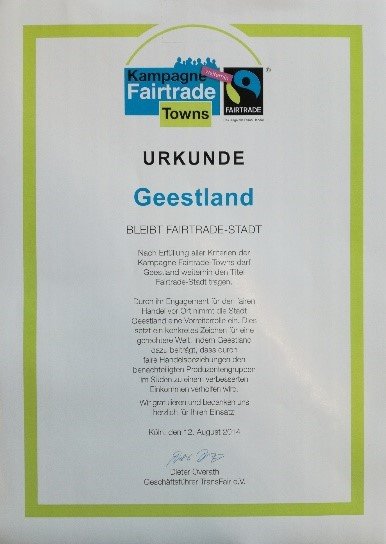 Kampagne
Fairtrade
Towns
FAIRTRADE
URKUNDE
Geestland
BLEIBT FAIRTRADE-STADT
Nach Erfüllung aller Kriterien der
Kampagne Fairtrade-Towns darf
Geestland weiterhin den Titel
Fairtrade-Stadt tragen.
Durch ihr Engagement für den fairen
Handel vor Ort nimmt die Stadt
Geestland eine Vorreiterrolle ein. Dies
setzt ein konkretes Zeichen für eine
gerechtere Welt, indem Geestland
dazu beiträgt, dass durch
faire Handelsbeziehungen den
benachteiligten Produzentengruppen
im Süden zu einem verbesserten
Einkommen verholfen wird.
Wir gratulieren und bedanken uns
herzlich für Ihren Einsatz!
Köln, den 12. August 2014
Dieter Overath
Geschäftsführer TransFair e.V.